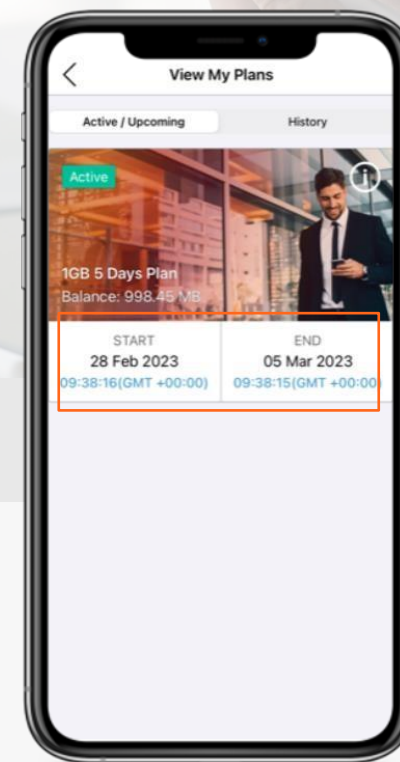 View My Plans
Active / Upcoming
History
Active
1GB 5 Days Plan
Balance: 998.45 MB
START
28 Feb 2023
09:38:16(GMT +00:00)
END
05 Mar 2023
09:38:15(GMT +00:00)